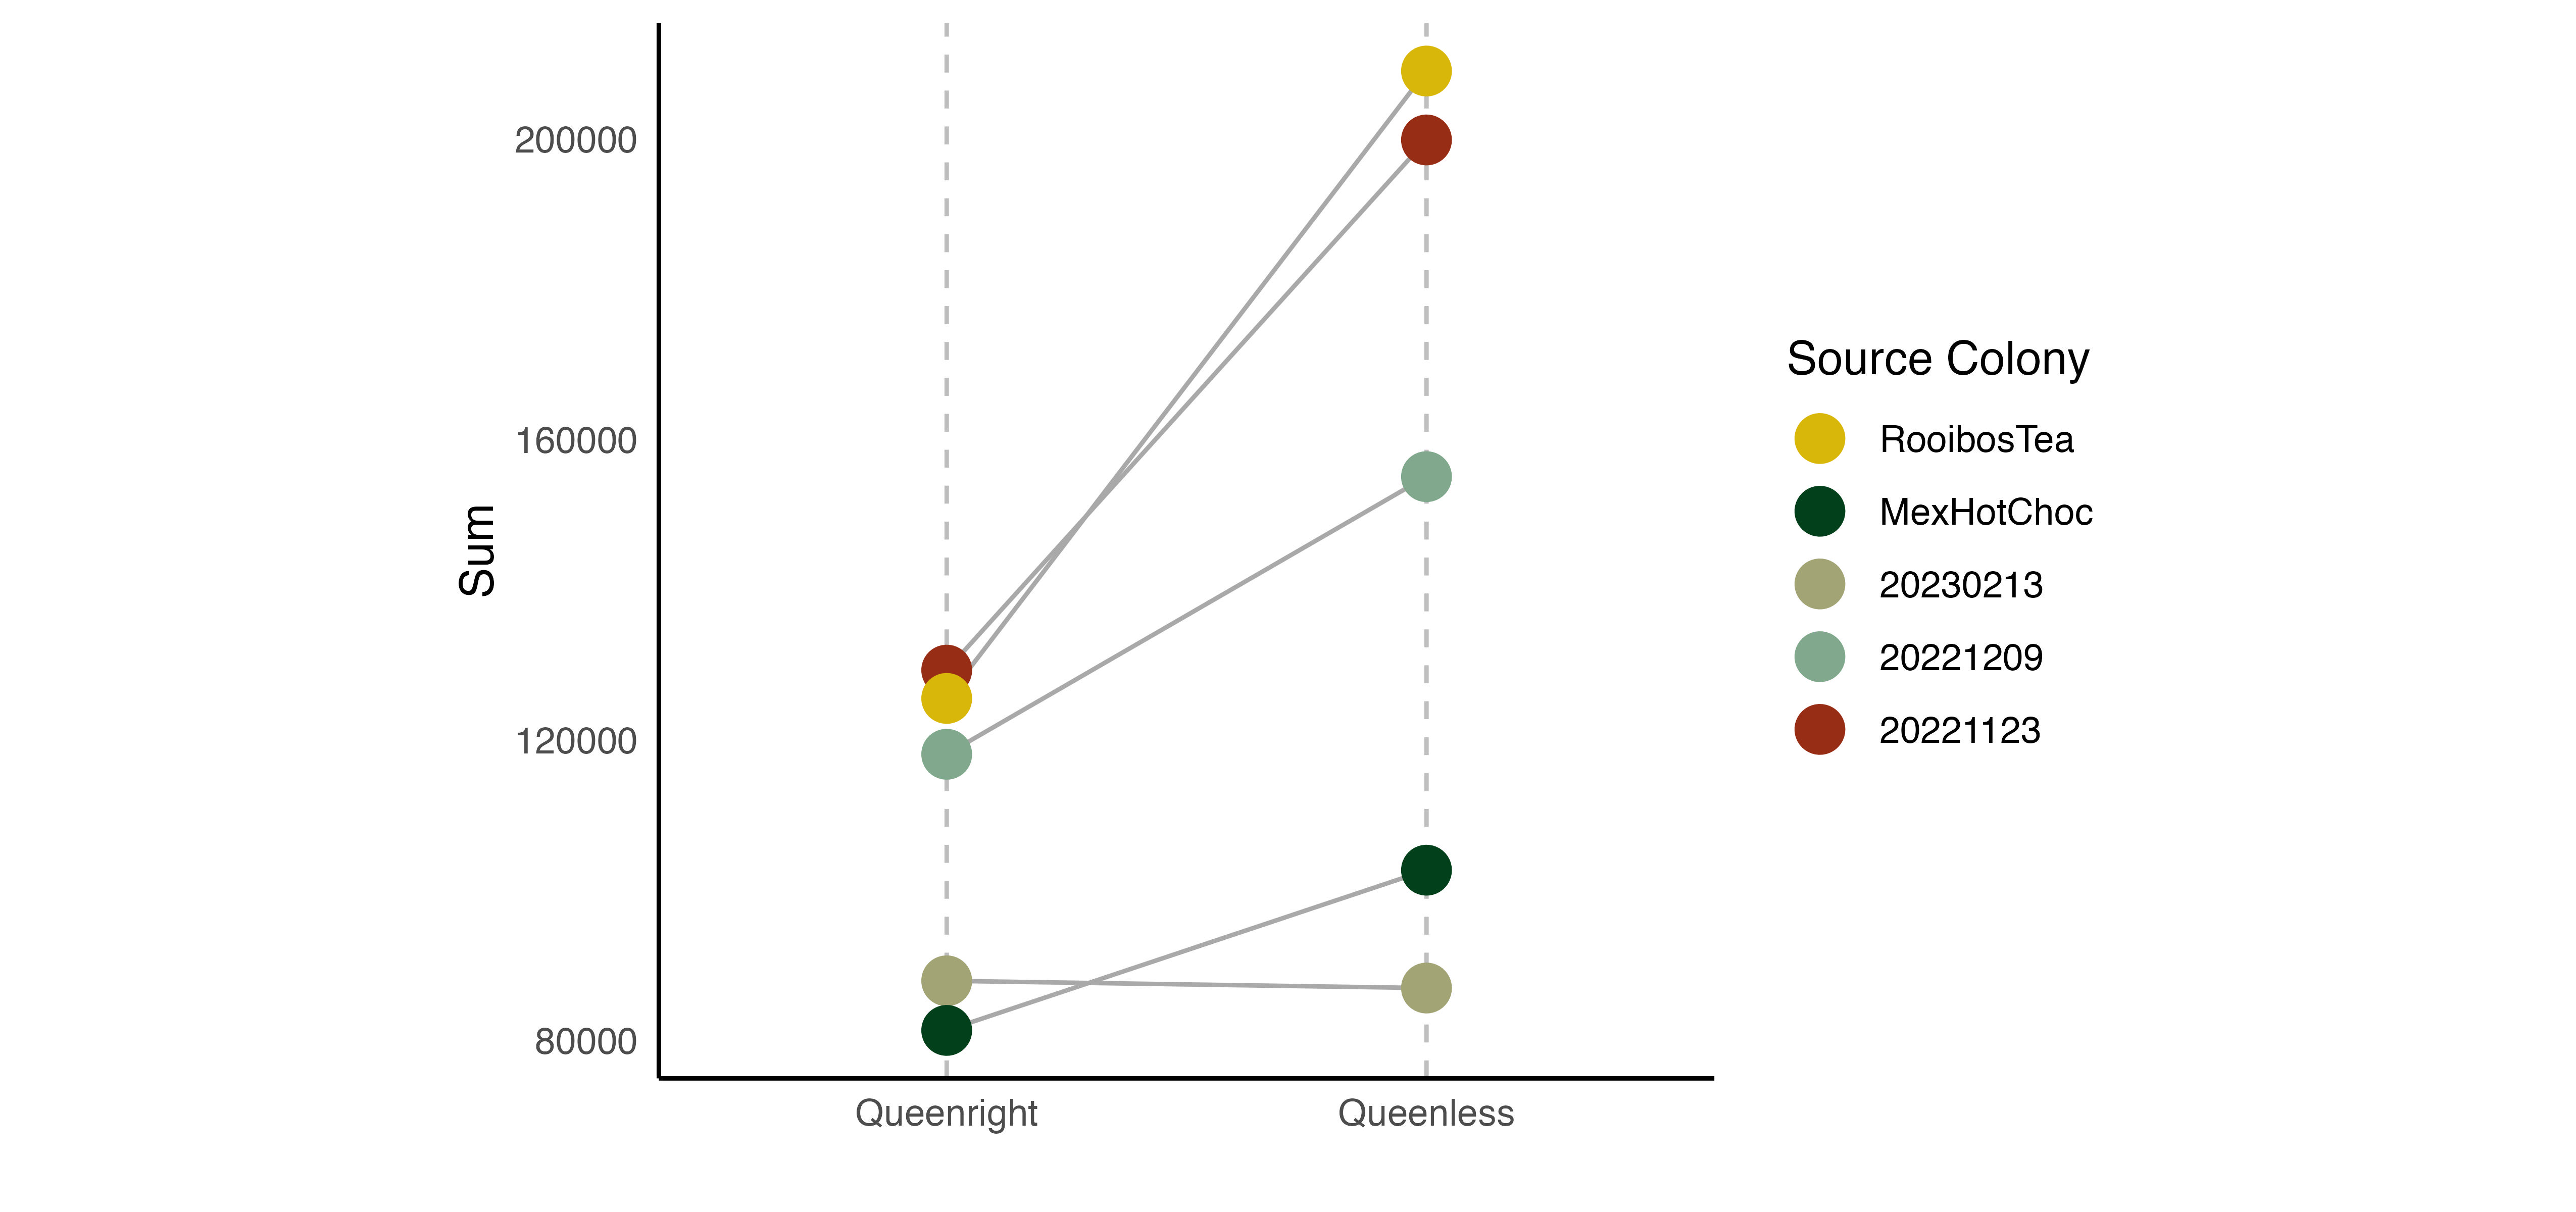 Sum
200000
160000
120000
80000
Queenright
Queenless
Source Colony
RooibosTea
MexHotChoc
20230213
20221209
20221123